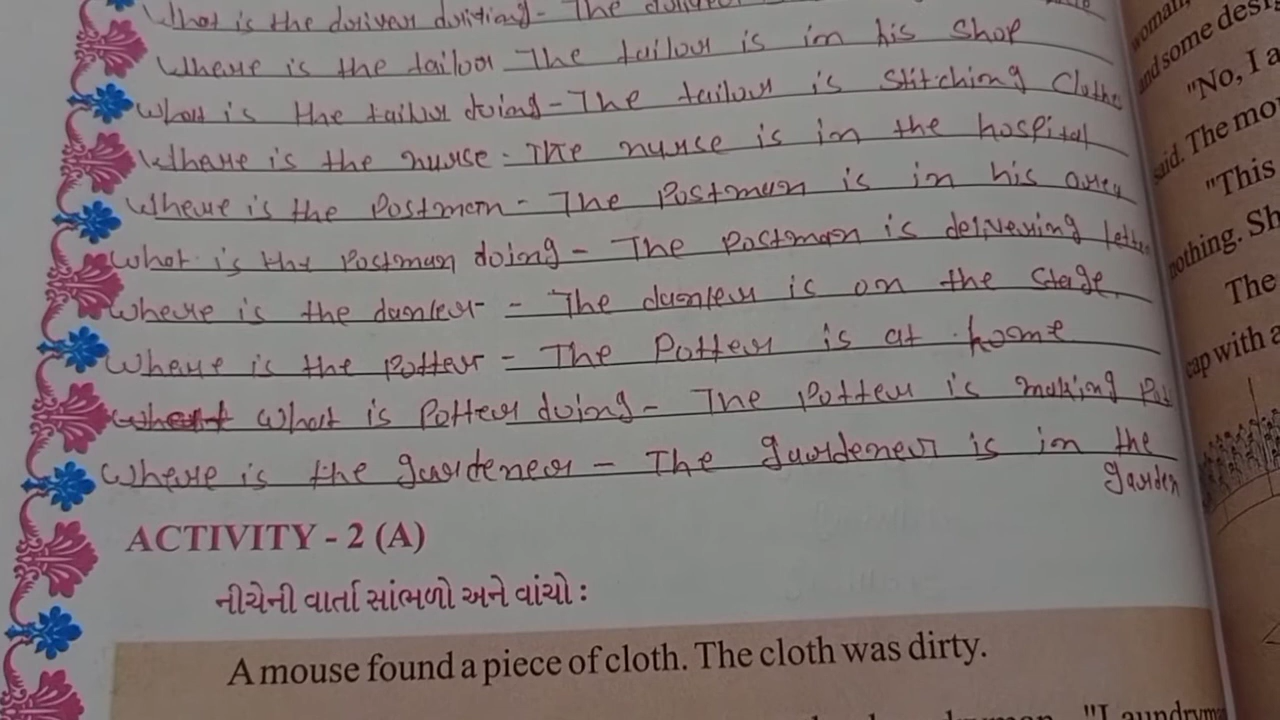 What is the driver driving - The
Where is the tailor The tailor is in his shop
What is the tailor doing - The tailor is stitching Clothe
Where is the nurse - The nurse is in the hospital
Where is the Postman - The Postman is in his area
What is the Postman doing - The Postman is delivering lette
Where is the dancer - The dancer is on the stage
Where is the potter - The Potter is at home
What is Potter doing - The Potter is making Po
Where is the gardener - The gardener is in the garden
ACTIVITY - 2 (A)
નીચેની વાર્તા સાંભળો અને વાંચો :
A mouse found a piece of cloth. The cloth was dirty.
"Laundryma
woman,
and some desig
"No, I a
said. The mo
"This
nothing. Sh
The
cap with a